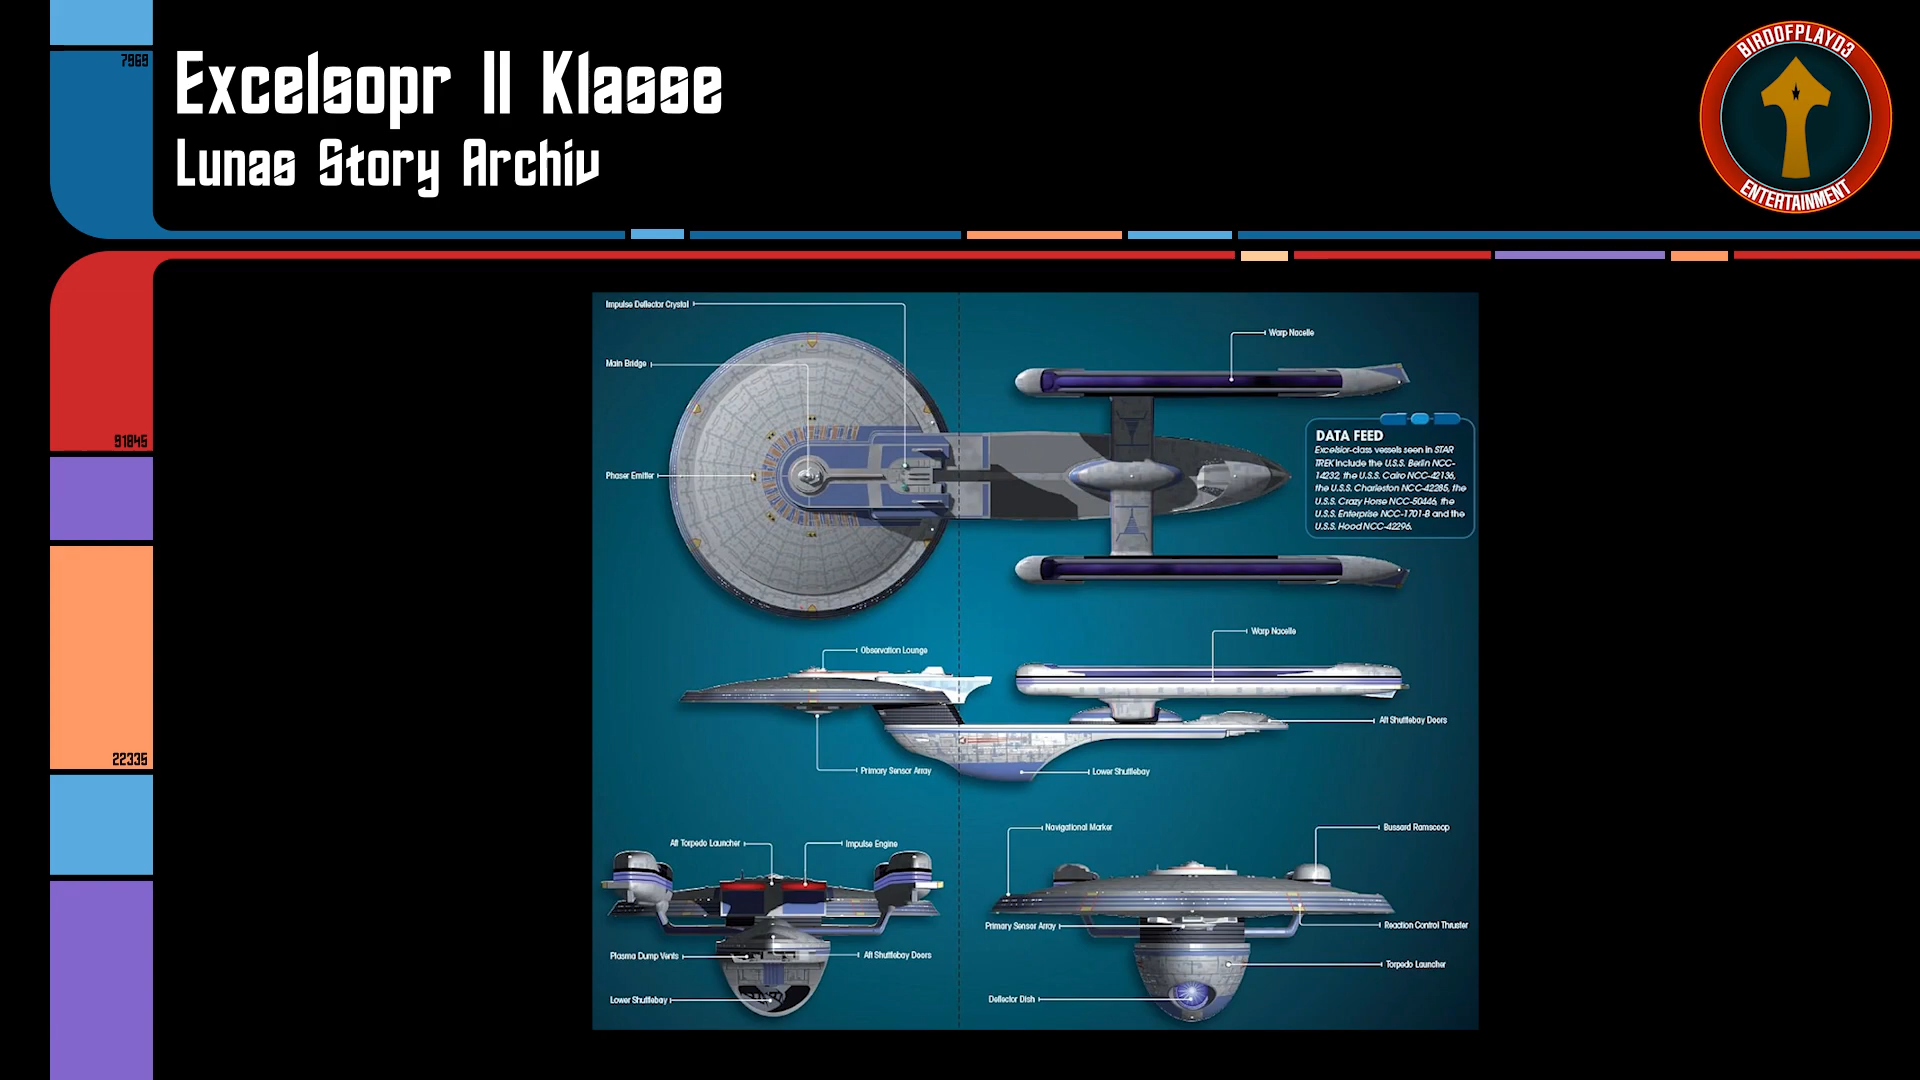 7969
Excelsopr II Klasse
Lunas Story Archiv
BIRDOFPLAYD3
ENTERTAINMENT
91845
22335
Impulse Deflector Crystal
Main Bridge
Phaser Emitter
Warp Nacelle
DATA FEED
Excelsior-class vessels seen in STAR
TREK include the U.S.S. Berlin NCC-
14232, the U.S.S. Cairo NCC-42136,
the U.S.S. Charleston NCC-42285, the
U.S.S. Crazy Horse NCC-50446, the
U.S.S. Enterprise NCC-1701-B and the
U.S.S. Hood NCC-42296.
Observation Lounge
Warp Nacelle
Aft Shuttlebay Doors
Primary Sensor Array
Lower Shuttlebay
Aft Torpedo Launcher
Impulse Engine
Plasma Dump Vents
Aft Shuttlebay Doors
Lower Shuttlebay
Navigational Marker
Bussard Ramscoop
Primary Sensor Array
Reaction Control Thruster
Torpedo Launcher
Deflector Dish